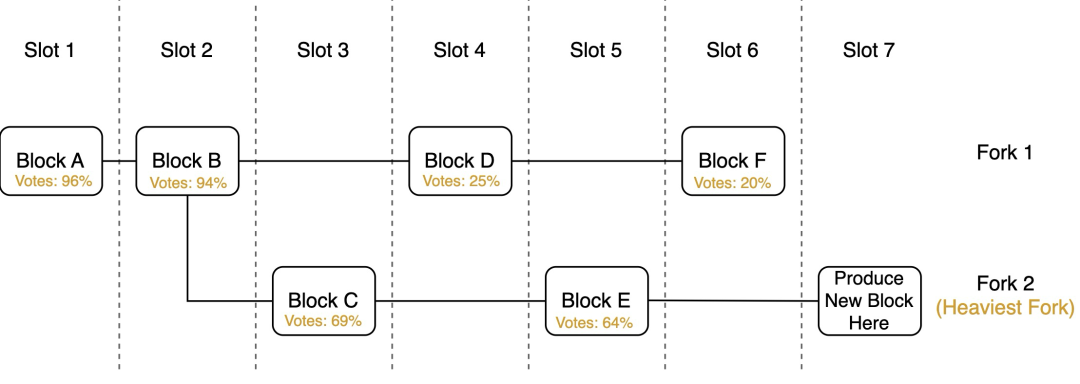 Slot 1
Slot 2
Slot 3
Slot 4
Slot 5
Slot 6
Slot 7
Block A
Votes: 96%
Block B
Votes: 94%
Block D
Votes: 25%
Block F
Votes: 20%
Fork 1
Block C
Votes: 69%
Block E
Votes: 64%
Produce
New Block
Here
Fork 2
(Heaviest Fork)